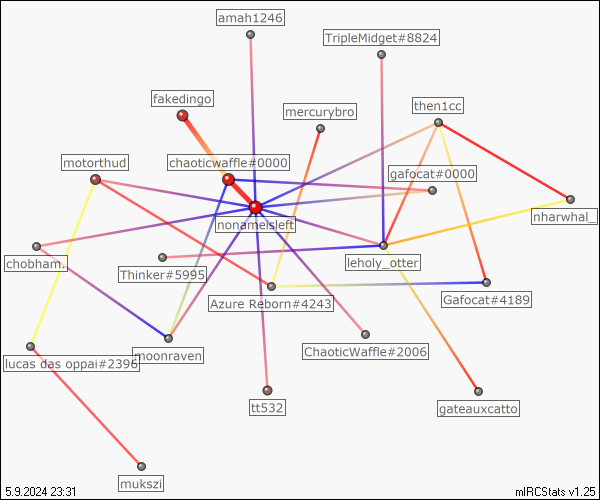 amah1246
TripleMidget#8824
fakedingo
mercurybro
then1cc
motorthud
chaoticwaffle#0000
gafocat#0000
nharwhal_
nonameisleft
chobham,
Thinker#5995
leholy_otter
Azure Reborn#4243
Gafocat#4189
lucas das oppai#2396
moonraven
ChaoticWaffle#2006
tt532
gateauxcatto
mukszi
5.9.2024 23:31
mIRCStats v1.25